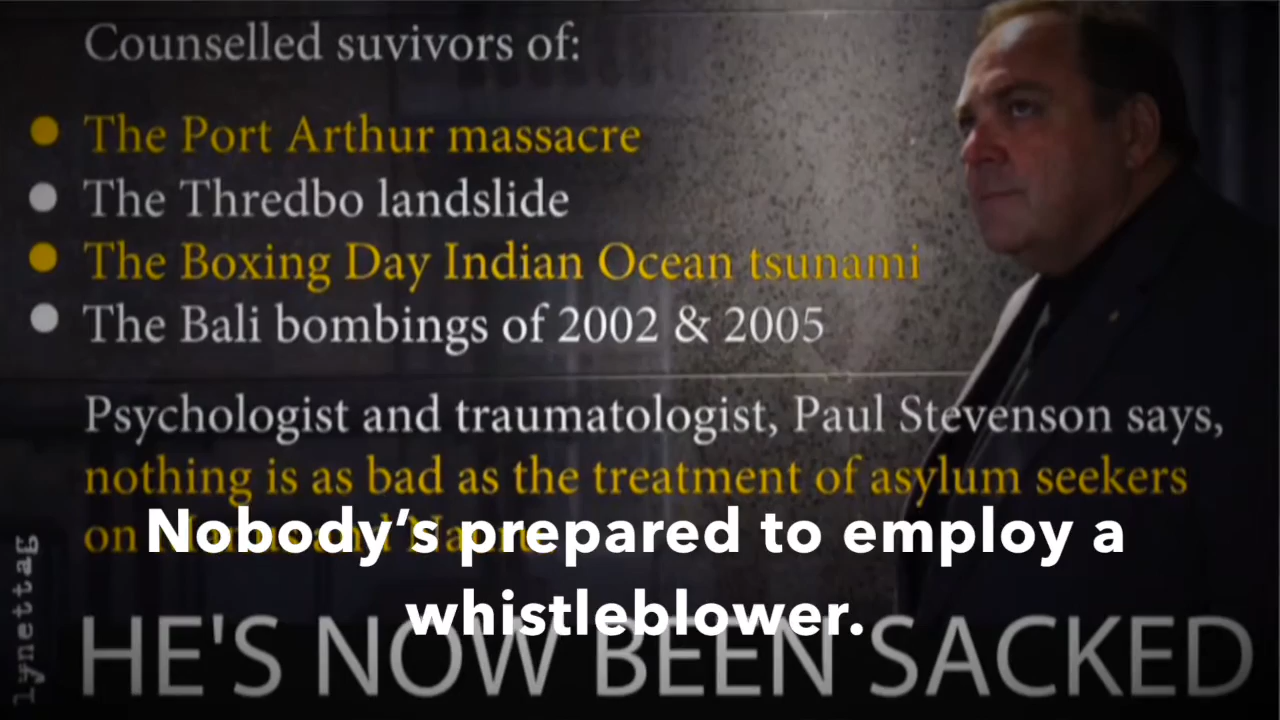 Counselled suvivors of:
The Port Arthur massacre
The Thredbo landslide
The Boxing Day Indian Ocean tsunami
The Bali bombings of 2002 & 2005
Psychologist and traumatologist, Paul Stevenson says,
nothing is as bad as the treatment of asylum seekers
on
Nobody’s prepared to employ a
whistleblower.
HE'S NOW BEEN SACKED
lynettag